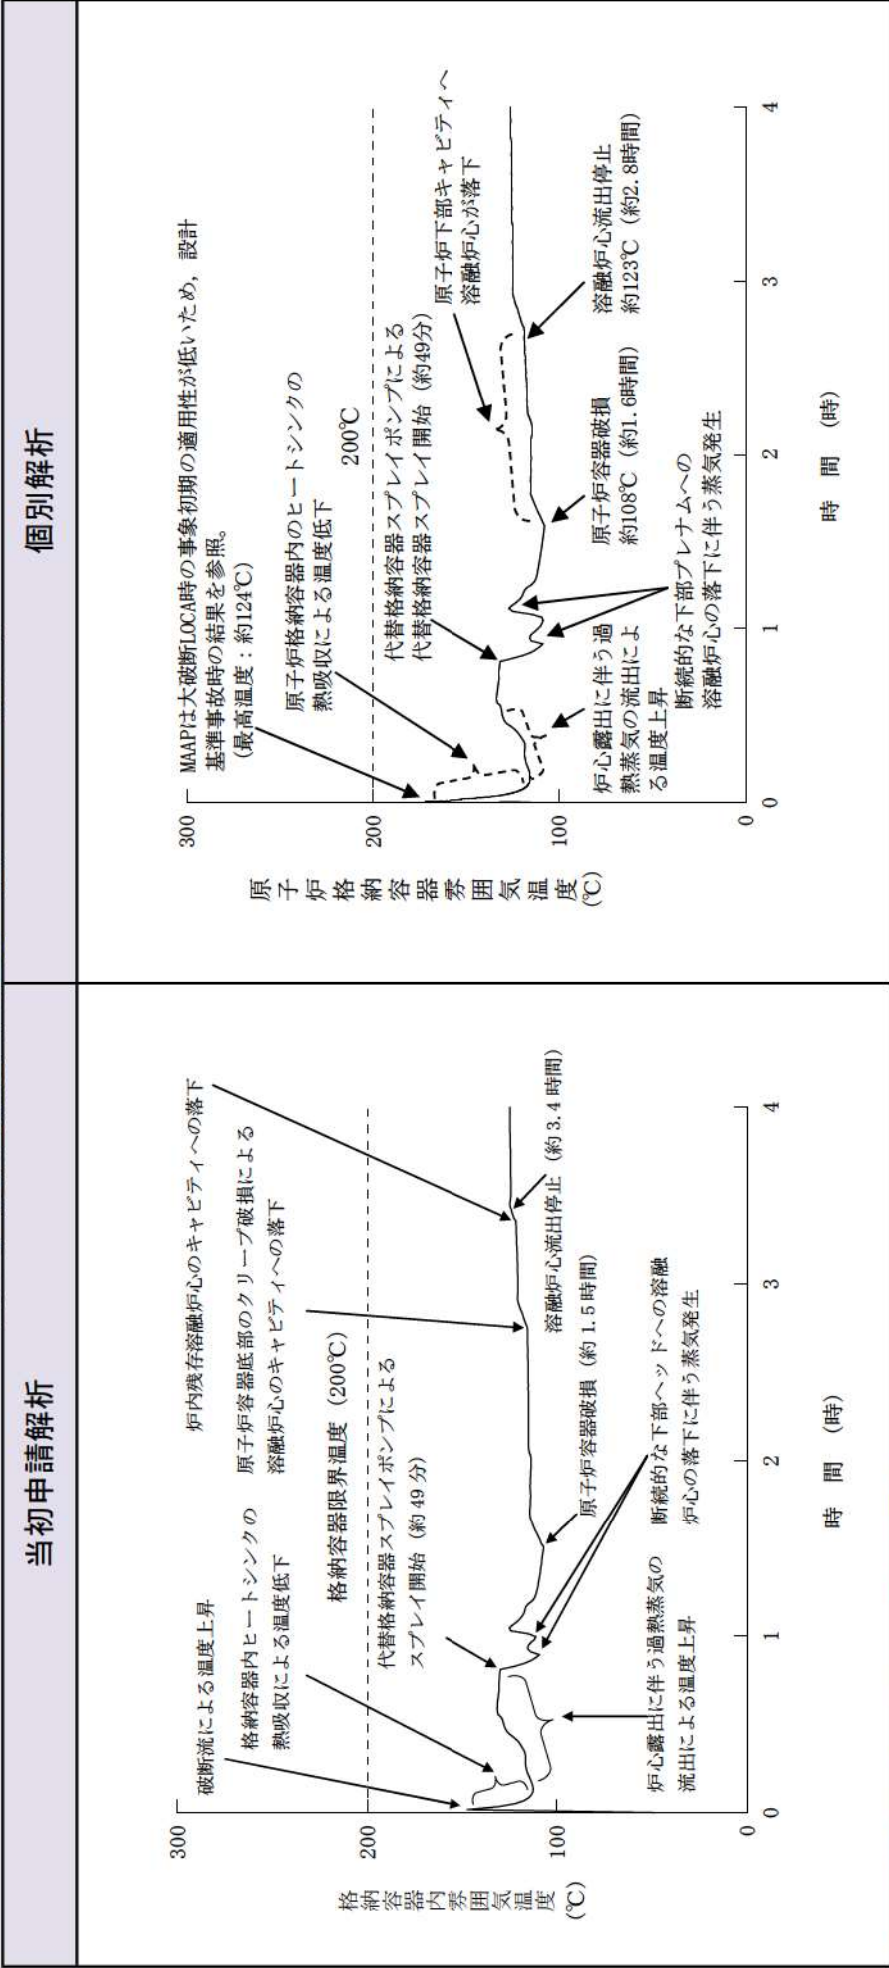 当初申請解析
破断流による温度上昇
格納容器内ヒートシンクの
熱吸収による温度低下
炉内残存溶融炉心のキャビティへの落下
原子炉容器底部のクリープ破損による
溶融炉心のキャビティへの落下
格納容器限界温度(200℃)
代替格納容器スプレイポンプによる
スプレイ開始(約49分)
溶融炉心流出停止(約3.4時間)
原子炉容器破損(約1.5時間)
断続的な下部ヘッドへの溶融
炉心の落下に伴う蒸気発生
炉心露出に伴う過熱蒸気の
流出による温度上昇
格納容器内雰囲気温度
(℃)
300
200
100
0
0
1
2
3
4
時 間 (時)
個別解析
MAAPは大破断LOCA時の事象初期の適用性が低いため,設計
基準事故時の結果を参照。
(最高温度:約124℃)
原子炉格納容器内のヒートシンクの
熱吸収による温度低下
200℃
代替格納容器スプレイポンプによる
代替格納容器スプレイ開始(約49分)
原子炉下部キャビティへ
溶融炉心が落下
溶融炉心流出停止
約123℃(約2.8時間)
原子炉容器破損
約108℃(約1.6時間)
断続的な下部プレナムへの
溶融炉心の落下に伴う蒸気発生
炉心露出に伴う過
熱蒸気の流出によ
る温度上昇
原子炉格納容器雰囲気温度
(℃)
300
200
100
0
0
1
2
3
4
時 間 (時)